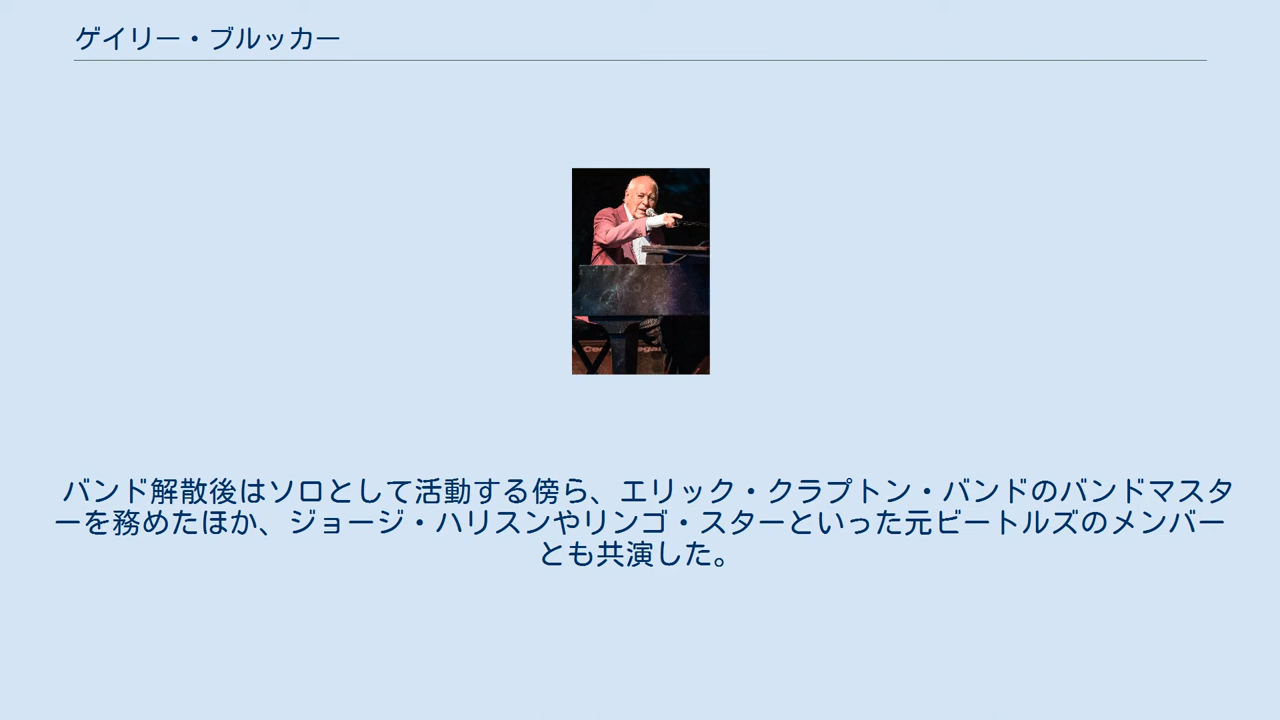 ゲイリー・ブルッカー
バンド解散後はソロとして活動する傍ら、エリック・クラプトン・バンドのバンドマスタ
ーを務めたほか、ジョージ・ハリスンやリンゴ・スターといった元ビートルズのメンバー
とも共演した。